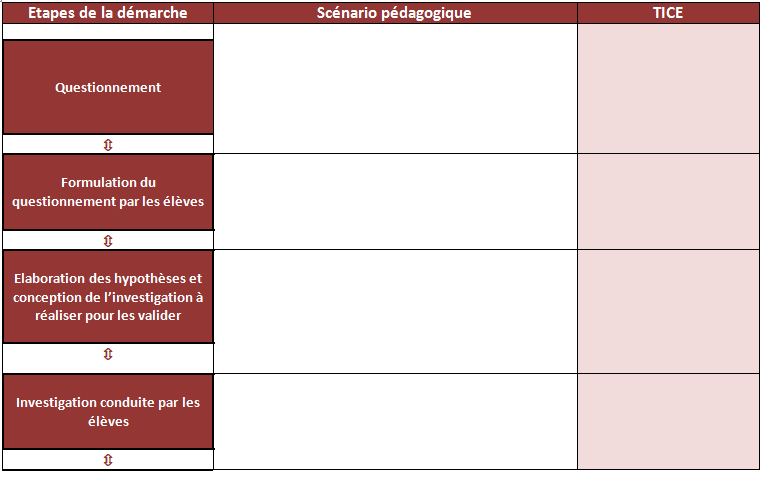 Etapes de la démarche
Scénario pédagogique
TICE
Questionnement
⇳
Formulation du
questionnement par les élèves
⇳
Elaboration des hypothèses et
conception de l’investigation à
réaliser pour les valider
⇳
Investigation conduite par les
élèves
⇳